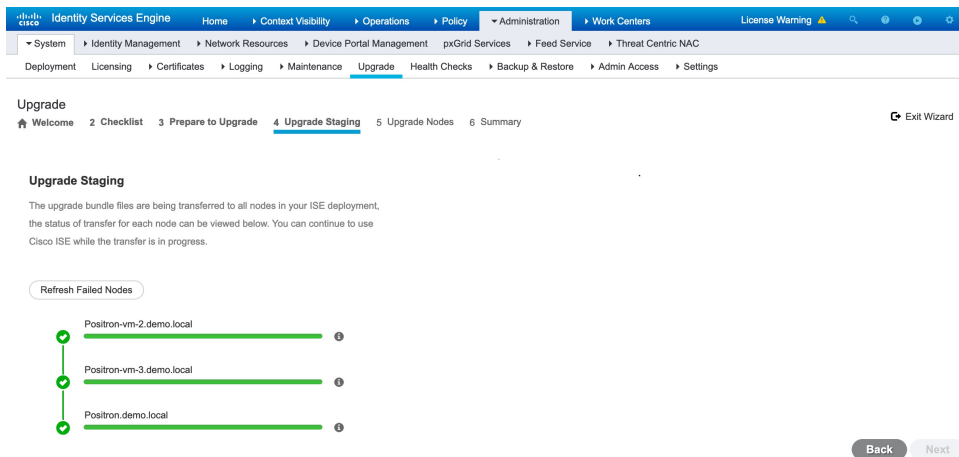 cisco Identity Services Engine Home Context Visibility Operations Policy Administration Work Centers License Warning
System Identity Management Network Resources Device Portal Management pxGrid Services Feed Service Threat Centric NAC
Deployment Licensing Certificates Logging Maintenance Upgrade Health Checks Backup & Restore Admin Access Settings
Upgrade
Welcome 2 Checklist 3 Prepare to Upgrade 4 Upgrade Staging 5 Upgrade Nodes 6 Summary Exit Wizard
Upgrade Staging
The upgrade bundle files are being transferred to all nodes in your ISE deployment,
the status of transfer for each node can be viewed below. You can continue to use
Cisco ISE while the transfer is in progress.
Refresh Failed Nodes
Positron-vm-2.demo.local
Positron-vm-3.demo.local
Positron.demo.local
Back Next